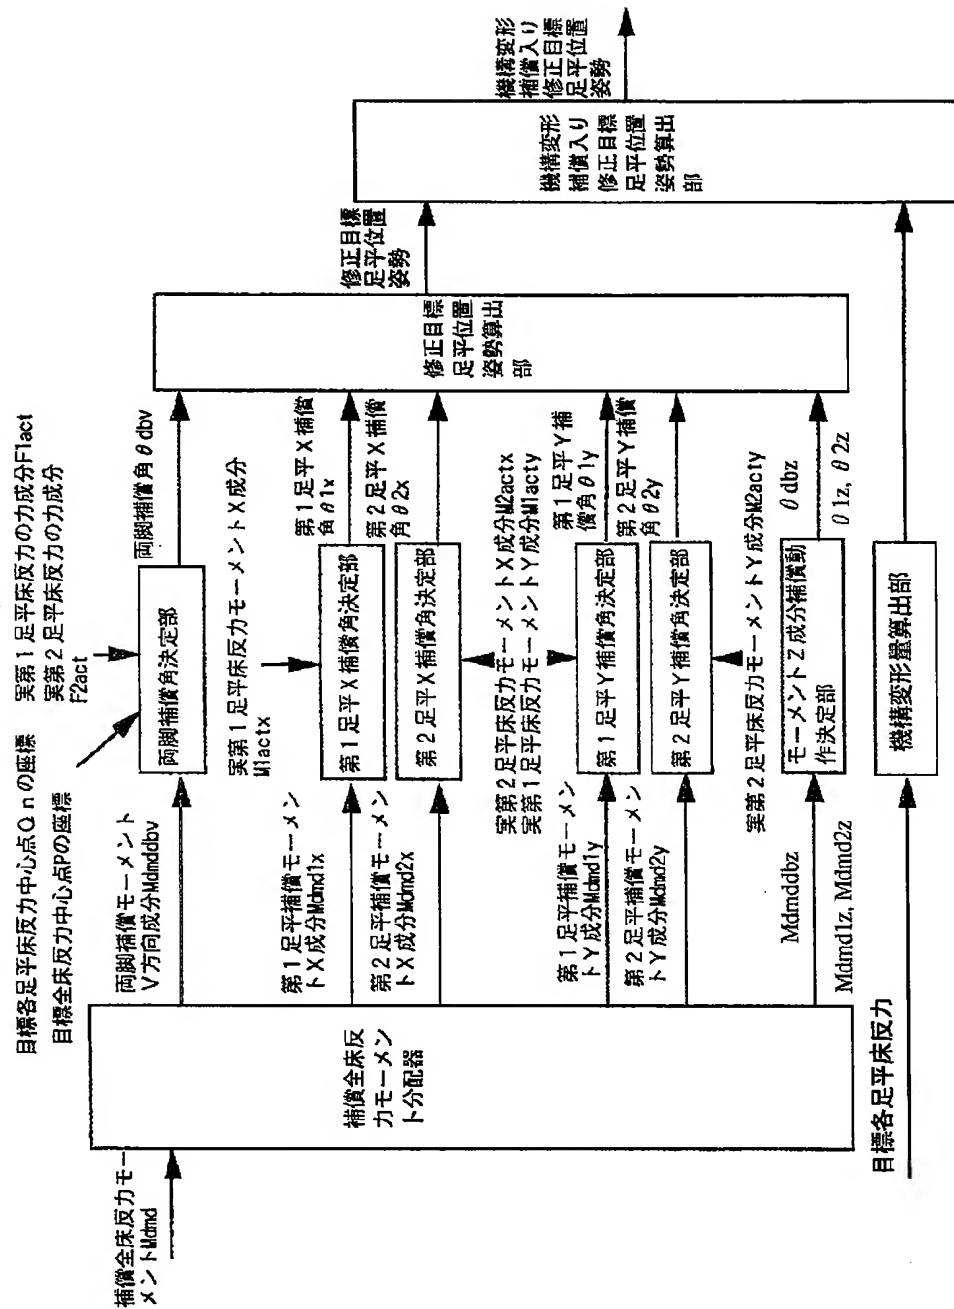 補償全床反力モー
メントMdmd
補償全床反
力モーメン
ト分配器
目標各足平床反力
目標各足平床反力中心点Ｑｎの座標
目標全床反力中心点Pの座標
実第１足平床反力の力成分F1act
実第２足平床反力の力成分
F2act
両脚補償モーメント
Ｖ方向成分Mdmddbv
両脚補償角決定部
両脚補償角θdbv
実第１足平床反力モーメントX成分
M1actx
第１足平補償モーメン
トX成分Mdmd1x
第１足平X補償角決定部
第１足平X補償
角θ1x
第２足平補償モーメン
トX成分Mdmd2x
第２足平X補償角決定部
第２足平X補償
角θ2x
実第２足平床反力モーメントX成分M2actx
実第１足平床反力モーメントY成分M1acty
第１足平補償モーメン
トY成分Mdmd1y
第１足平Y補償角決定部
第１足平Y補
償角θ1y
第２足平補償モーメン
トY成分Mdmd2y
第２足平Y補償角決定部
第２足平Y補償
角θ2y
実第２足平床反力モーメントY成分M2acty
Mdmddbz
Mdmd1z, Mdmd2z
モーメントZ成分補償動
作決定部
θdbz
θ1z, θ2z
機構変形量算出部
修正目標
足平位置
姿勢算出
部
修正目標
足平位置
姿勢
機構変形
補償入り
修正目標
足平位置
姿勢算出
部
機構変形
補償入り
修正目標
足平位置
姿勢